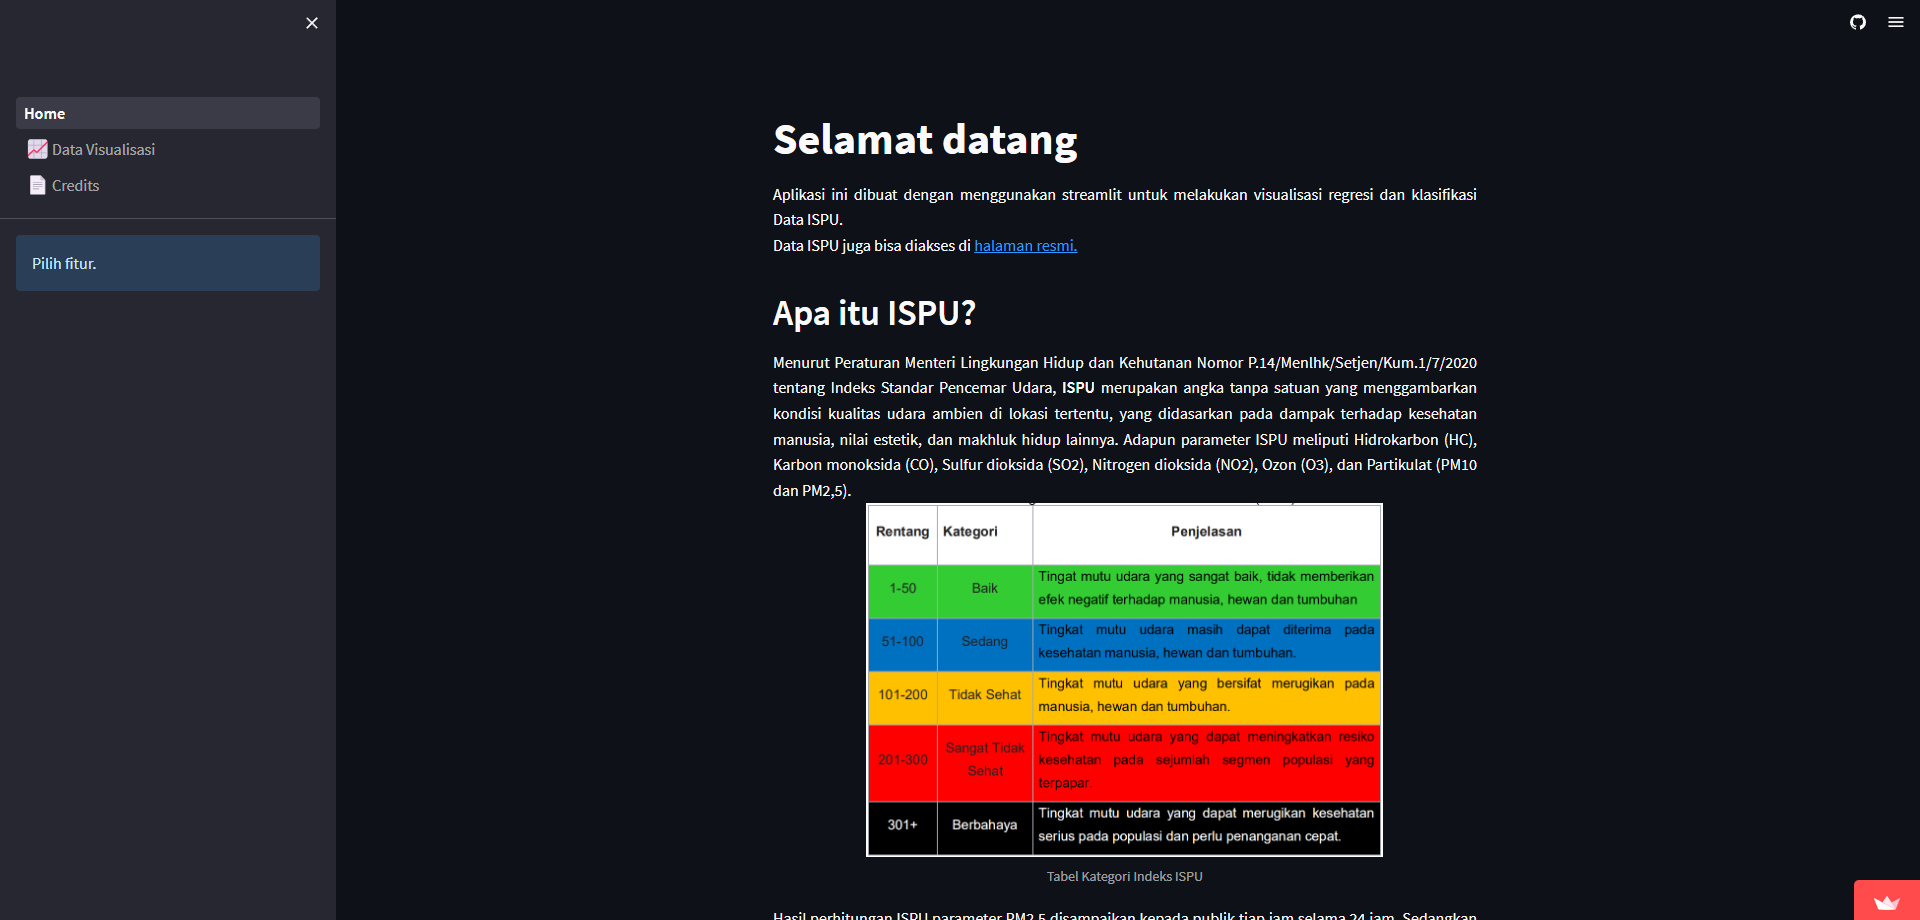 Home
Data Visualisasi
Credits
Pilih fitur.
Selamat datang
Aplikasi ini dibuat dengan menggunakan streamlit untuk melakukan visualisasi regresi dan klasifikasi
Data ISPU.
Data ISPU juga bisa diakses di halaman resmi.
Apa itu ISPU?
Menurut Peraturan Menteri Lingkungan Hidup dan Kehutanan Nomor P.14/Menlhk/Setjen/Kum.1/7/2020
tentang Indeks Standar Pencemar Udara, ISPU merupakan angka tanpa satuan yang menggambarkan
kondisi kualitas udara ambien di lokasi tertentu, yang didasarkan pada dampak terhadap kesehatan
manusia, nilai estetik, dan makhluk hidup lainnya. Adapun parameter ISPU meliputi Hidrokarbon (HC),
Karbon monoksida (CO), Sulfur dioksida (SO2), Nitrogen dioksida (NO2), Ozon (O3), dan Partikulat (PM10
dan PM2,5).
Rentang Kategori Penjelasan
1-50 Baik Tingat mutu udara yang sangat baik, tidak memberikan
efek negatif terhadap manusia, hewan dan tumbuhan
51-100 Sedang Tingkat mutu udara masih dapat diterima pada
kesehatan manusia, hewan dan tumbuhan.
101-200 Tidak Sehat Tingkat mutu udara yang bersifat merugikan pada
manusia, hewan dan tumbuhan.
201-300 Sangat Tidak Sehat Tingkat mutu udara yang dapat meningkatkan resiko
kesehatan pada sejumlah segmen populasi yang
terpapar.
301+ Berbahaya Tingkat mutu udara yang dapat merugikan kesehatan
serius pada populasi dan perlu penanganan cepat.
Tabel Kategori Indeks ISPU
Hasil perhitungan ISPU parameter PM2.5 disampaikan kepada publik tiap jam selama 24 jam. Sedangkan